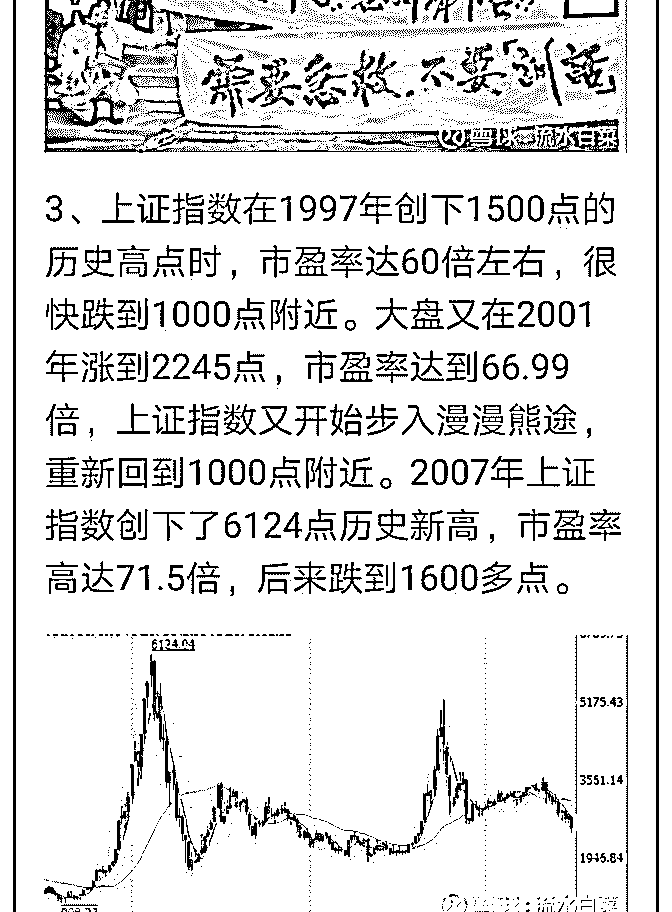 需要急救.不要「訓話
雪球:流水白菜
3、上证指数在1997年创下1500点的
历史高点时，市盈率达60倍左右，很
快跌到1000点附近。大盘又在2001
年涨到2245点，市盈率达到66.99
倍，上证指数又开始步入漫漫熊途，
重新回到1000点附近。2007年上证
指数创下了6124点历史新高，市盈率
高达71.5倍，后来跌到1600多点。
6124.04
5175.43
3551.14
1946.84
雪球:流水白菜